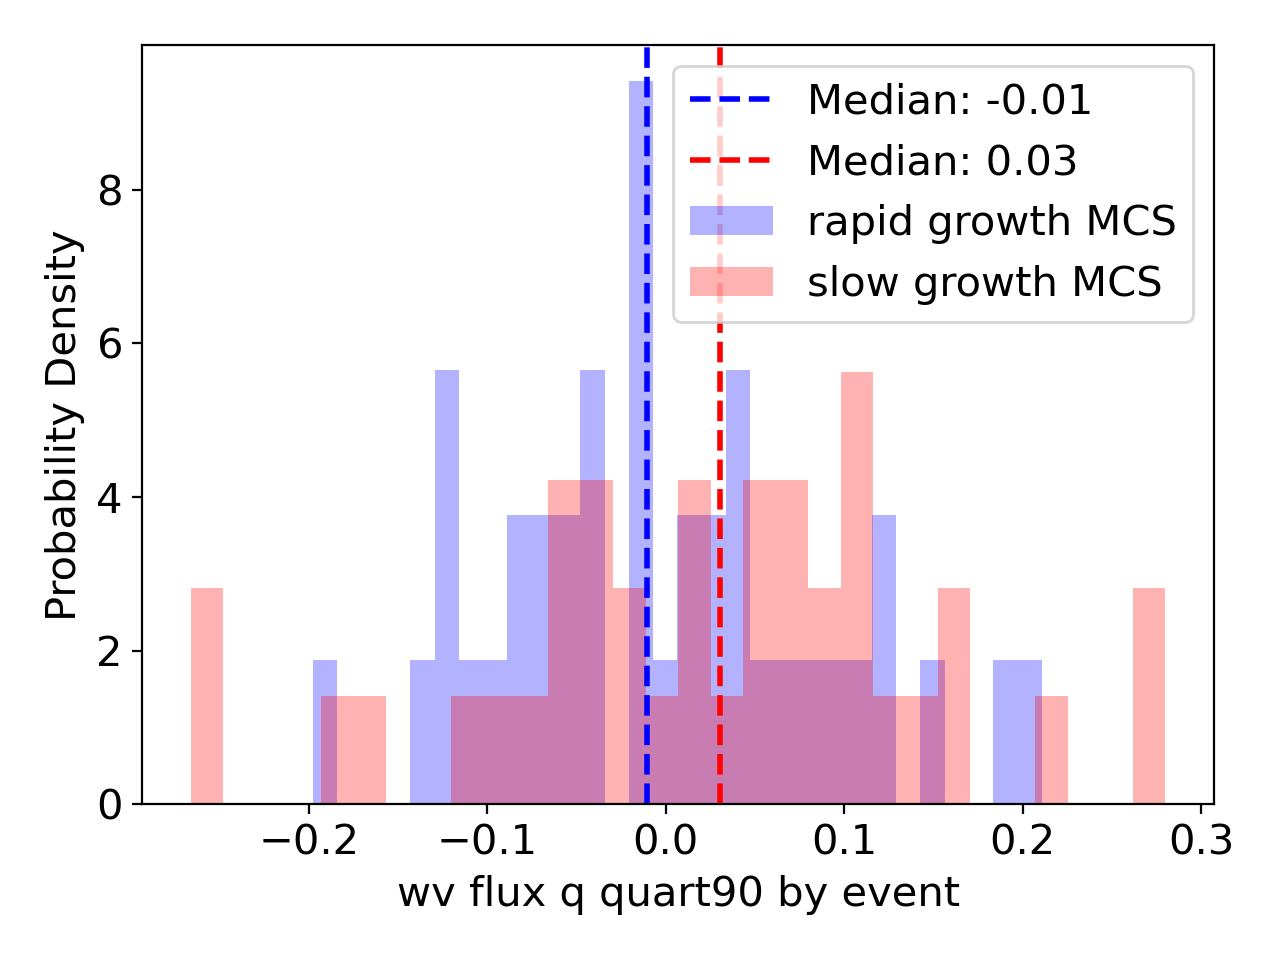 Probability Density
8
6
4
2
0
Median: -0.01
Median: 0.03
rapid growth MCS
slow growth MCS
−0.2 −0.1 0.0 0.1 0.2 0.3
wv flux q quart90 by event